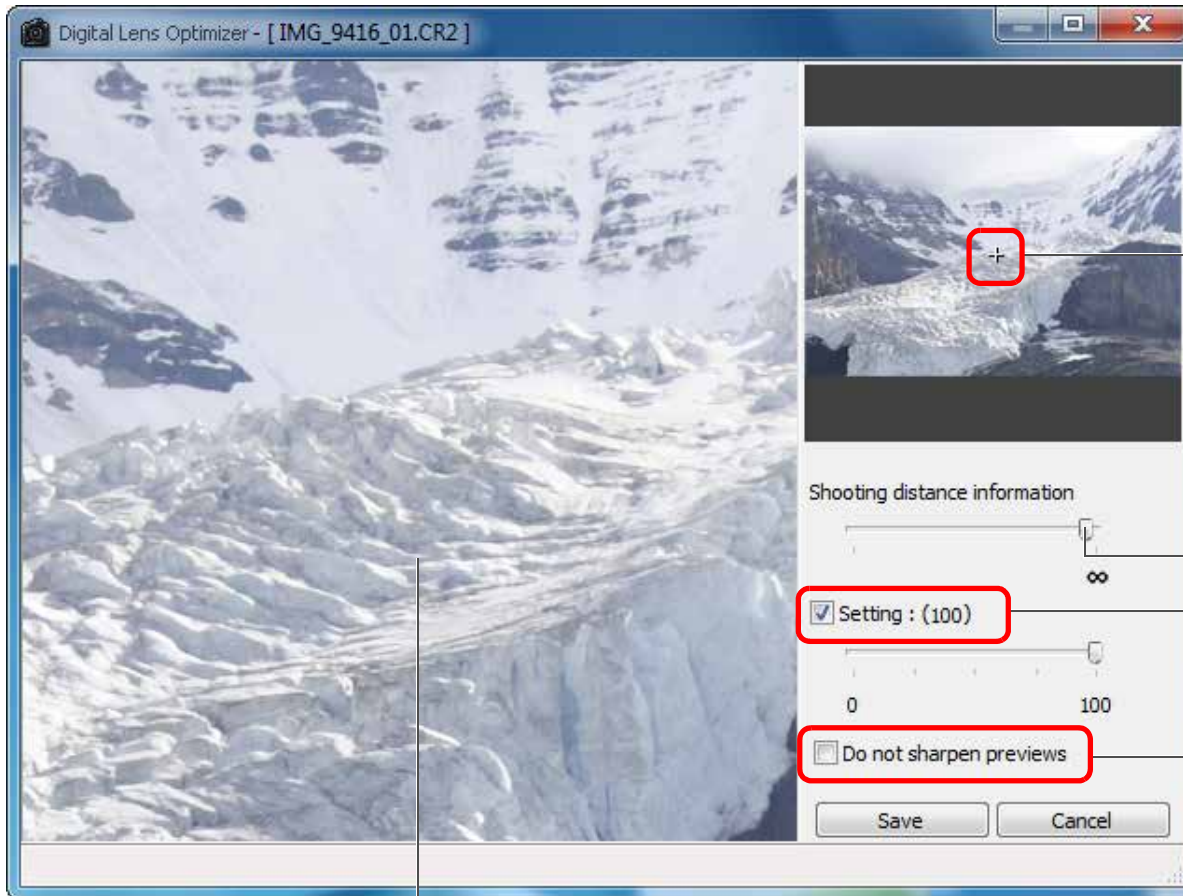 Digital Lens Optimizer - [ IMG_9416_01.CR2 ]
Shooting distance information
∞
Setting : (100)
0 100
Do not sharpen previews
Save Cancel